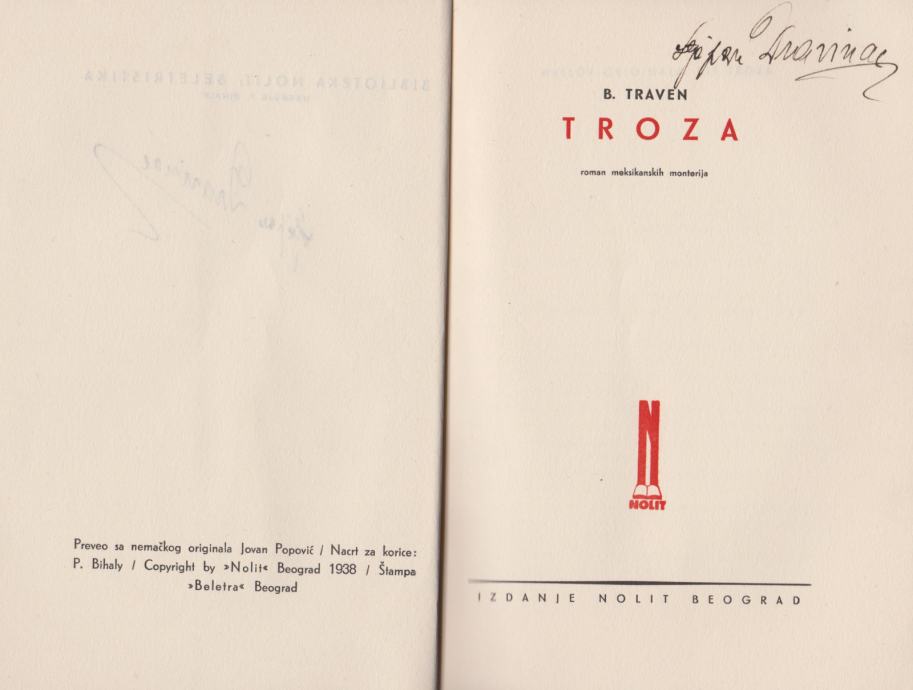 Preveo sa nemačkog originala Jovan Popović / Nacrt za korice:
P. Bihaly / Copyright by »Nolit« Beograd 1938 / Štampa
»Beletra« Beograd
B. TRAVEN
TROZA
roman meksikanskih monterija
N
NOLIT
IZDANJE NOLIT BEOGRAD